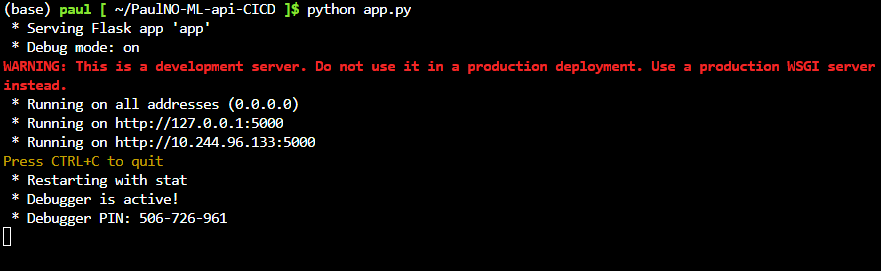 (base) paul [ ~/PaulNO-ML-api-CICD ]$ python app.py
 * Serving Flask app 'app'
 * Debug mode: on
WARNING: This is a development server. Do not use it in a production deployment. Use a production WSGI server
instead.
 * Running on all addresses (0.0.0.0)
 * Running on http://127.0.0.1:5000
 * Running on http://10.244.96.133:5000
Press CTRL+C to quit
 * Restarting with stat
 * Debugger is active!
 * Debugger PIN: 506-726-961